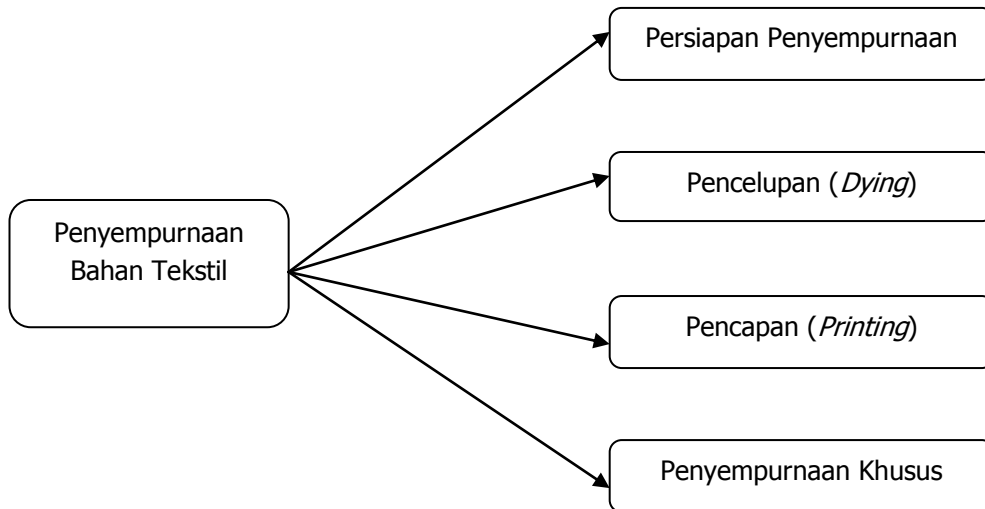 Persiapan Penyempurnaan
Pencelupan (Dying)
Penyempurnaan
Bahan Tekstil
Pencapan (Printing)
Penyempurnaan Khusus